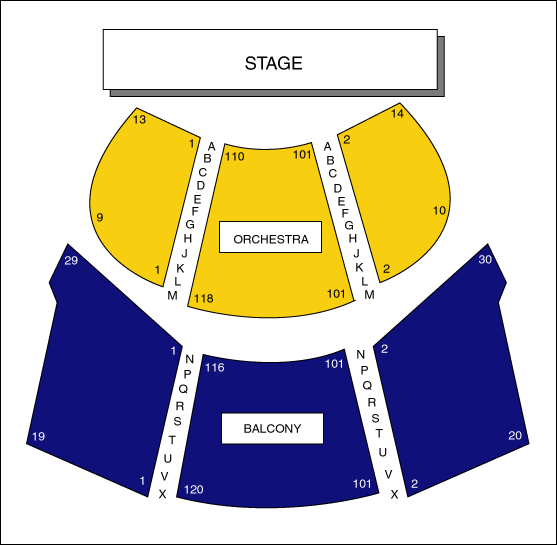 STAGE
13
14
1
A
110
101
A
2
B
B
C
C
D
D
E
E
9
F
F
10
G
G
ORCHESTRA
H
H
J
J
29
30
K
K
1
L
L
2
M
118
101
M
1
N
116
101
N
2
P
P
Q
Q
R
R
S
S
BALCONY
19
T
T
20
U
U
V
V
1
X
120
101
X
2